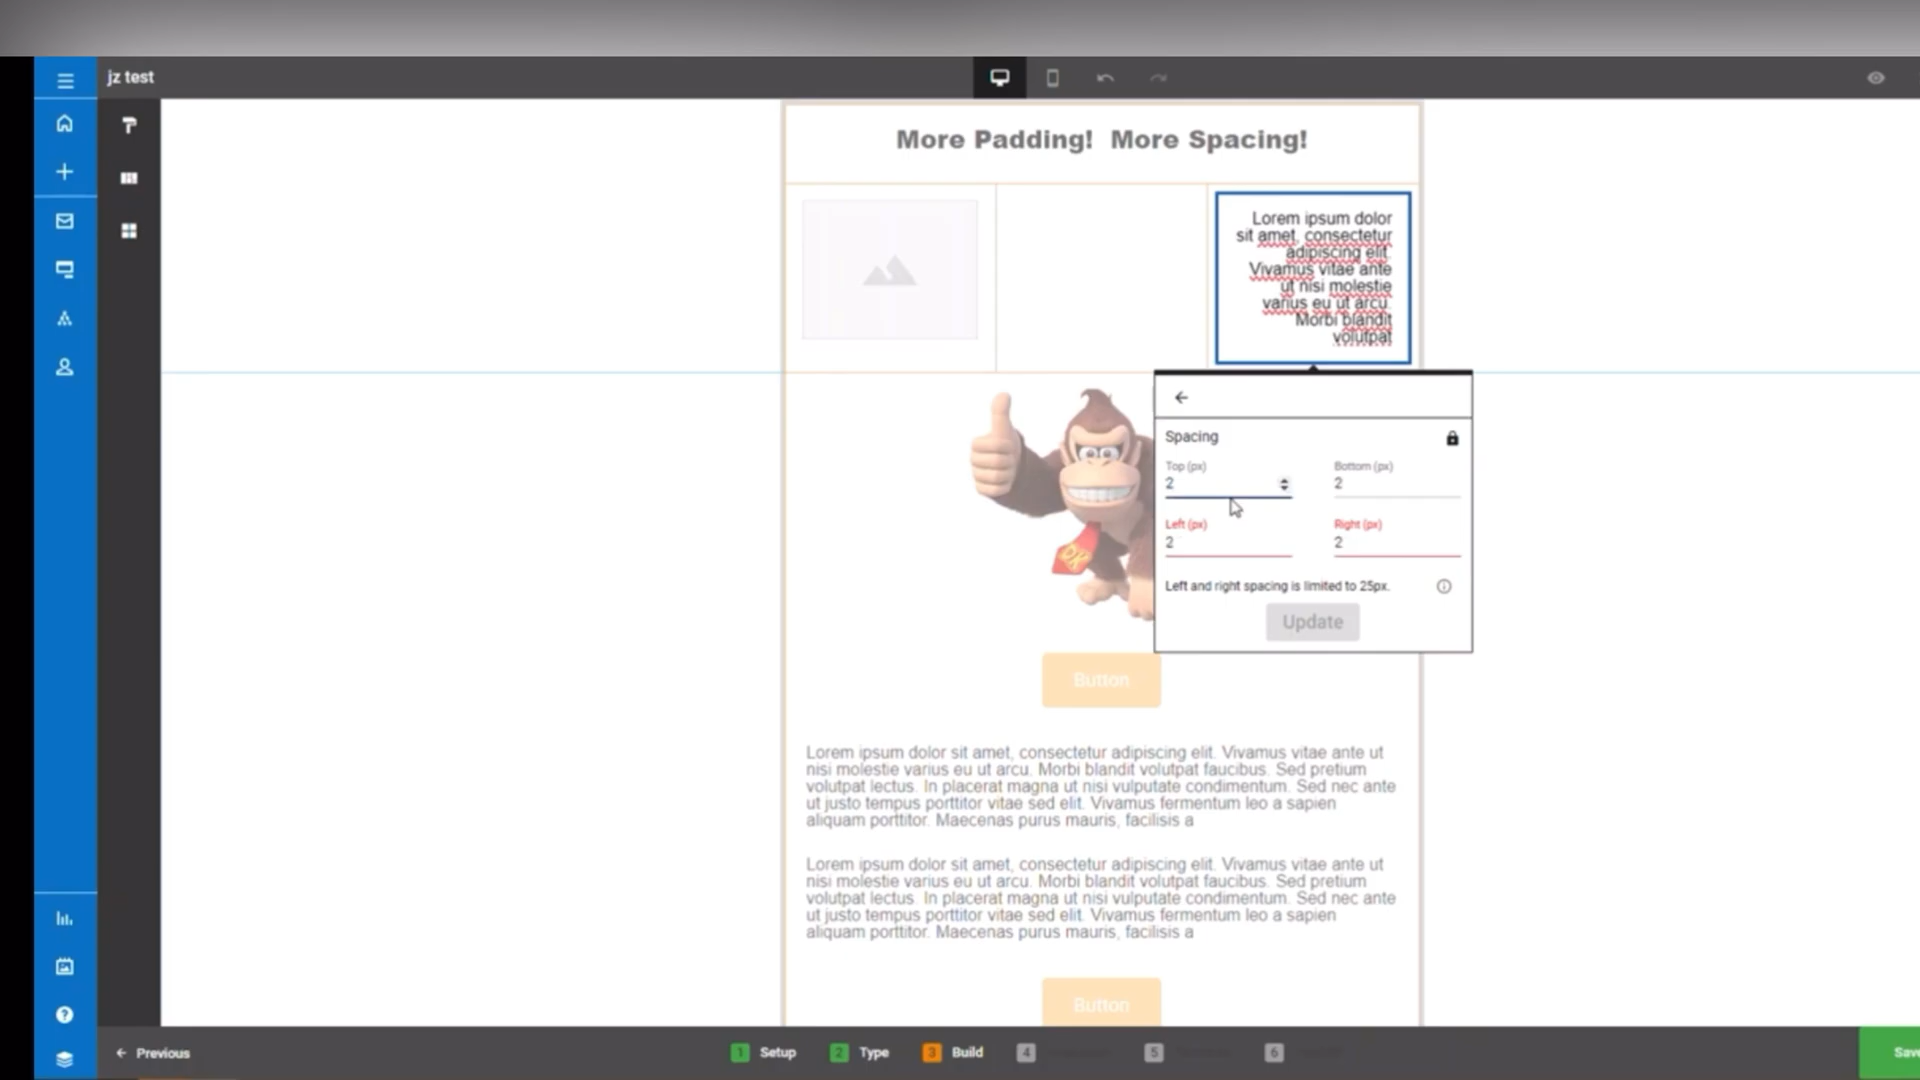 jz test
More Padding!  More Spacing!
Lorem ipsum dolor
sit amet, consectetur
adipiscing elit.
Vivamus vitae ante
ut nisi molestie
varius eu ut arcu.
Morbi blandit
volutpat
DK
Spacing
Top (px)
2
Bottom (px)
2
Left (px)
2
Right (px)
2
Left and right spacing is limited to 25px.
Update
Button
Lorem ipsum dolor sit amet, consectetur adipiscing elit. Vivamus vitae ante ut
nisi molestie varius eu ut arcu. Morbi blandit volutpat faucibus. Sed pretium
volutpat lectus. In placerat magna ut nisi vulputate condimentum. Sed nec ante
ut justo tempus porttitor vitae sed elit. Vivamus fermentum leo a sapien
aliquam porttitor. Maecenas purus mauris, facilisis a
Lorem ipsum dolor sit amet, consectetur adipiscing elit. Vivamus vitae ante ut
nisi molestie varius eu ut arcu. Morbi blandit volutpat faucibus. Sed pretium
volutpat lectus. In placerat magna ut nisi vulputate condimentum. Sed nec ante
ut justo tempus porttitor vitae sed elit. Vivamus fermentum leo a sapien
aliquam porttitor. Maecenas purus mauris, facilisis a
Button
Previous
1 Setup
2 Type
3 Build
4
5
6
Save